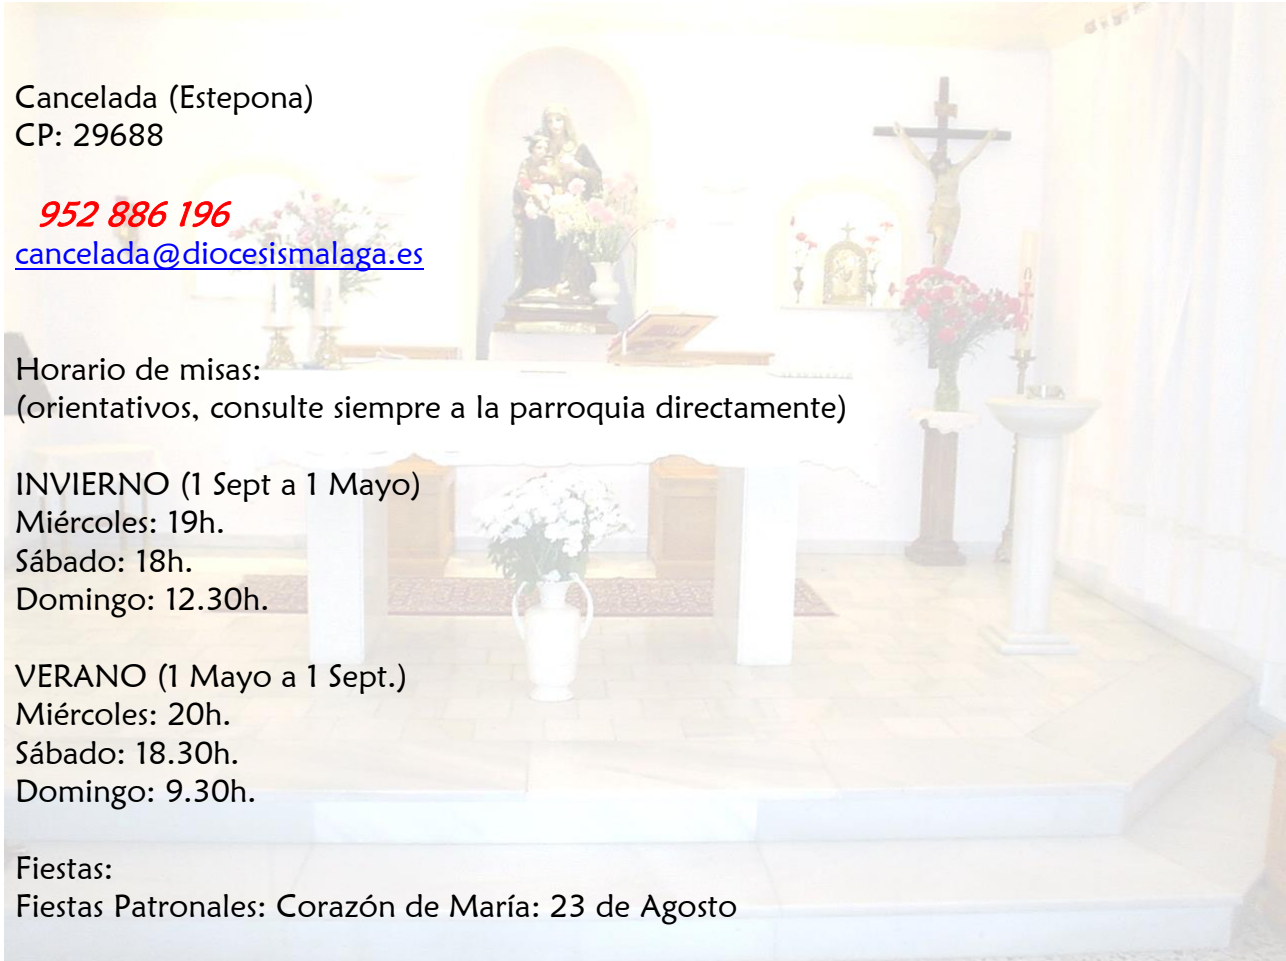 Cancelada (Estepona)
CP: 29688
952 886 196
cancelada@diocesismalaga.es
Horario de misas:
(orientativos, consulte siempre a la parroquia directamente)
INVIERNO (1 Sept a 1 Mayo)
Miércoles: 19h.
Sábado: 18h.
Domingo: 12.30h.
VERANO (1 Mayo a 1 Sept.)
Miércoles: 20h.
Sábado: 18.30h.
Domingo: 9.30h.
Fiestas:
Fiestas Patronales: Corazón de María: 23 de Agosto